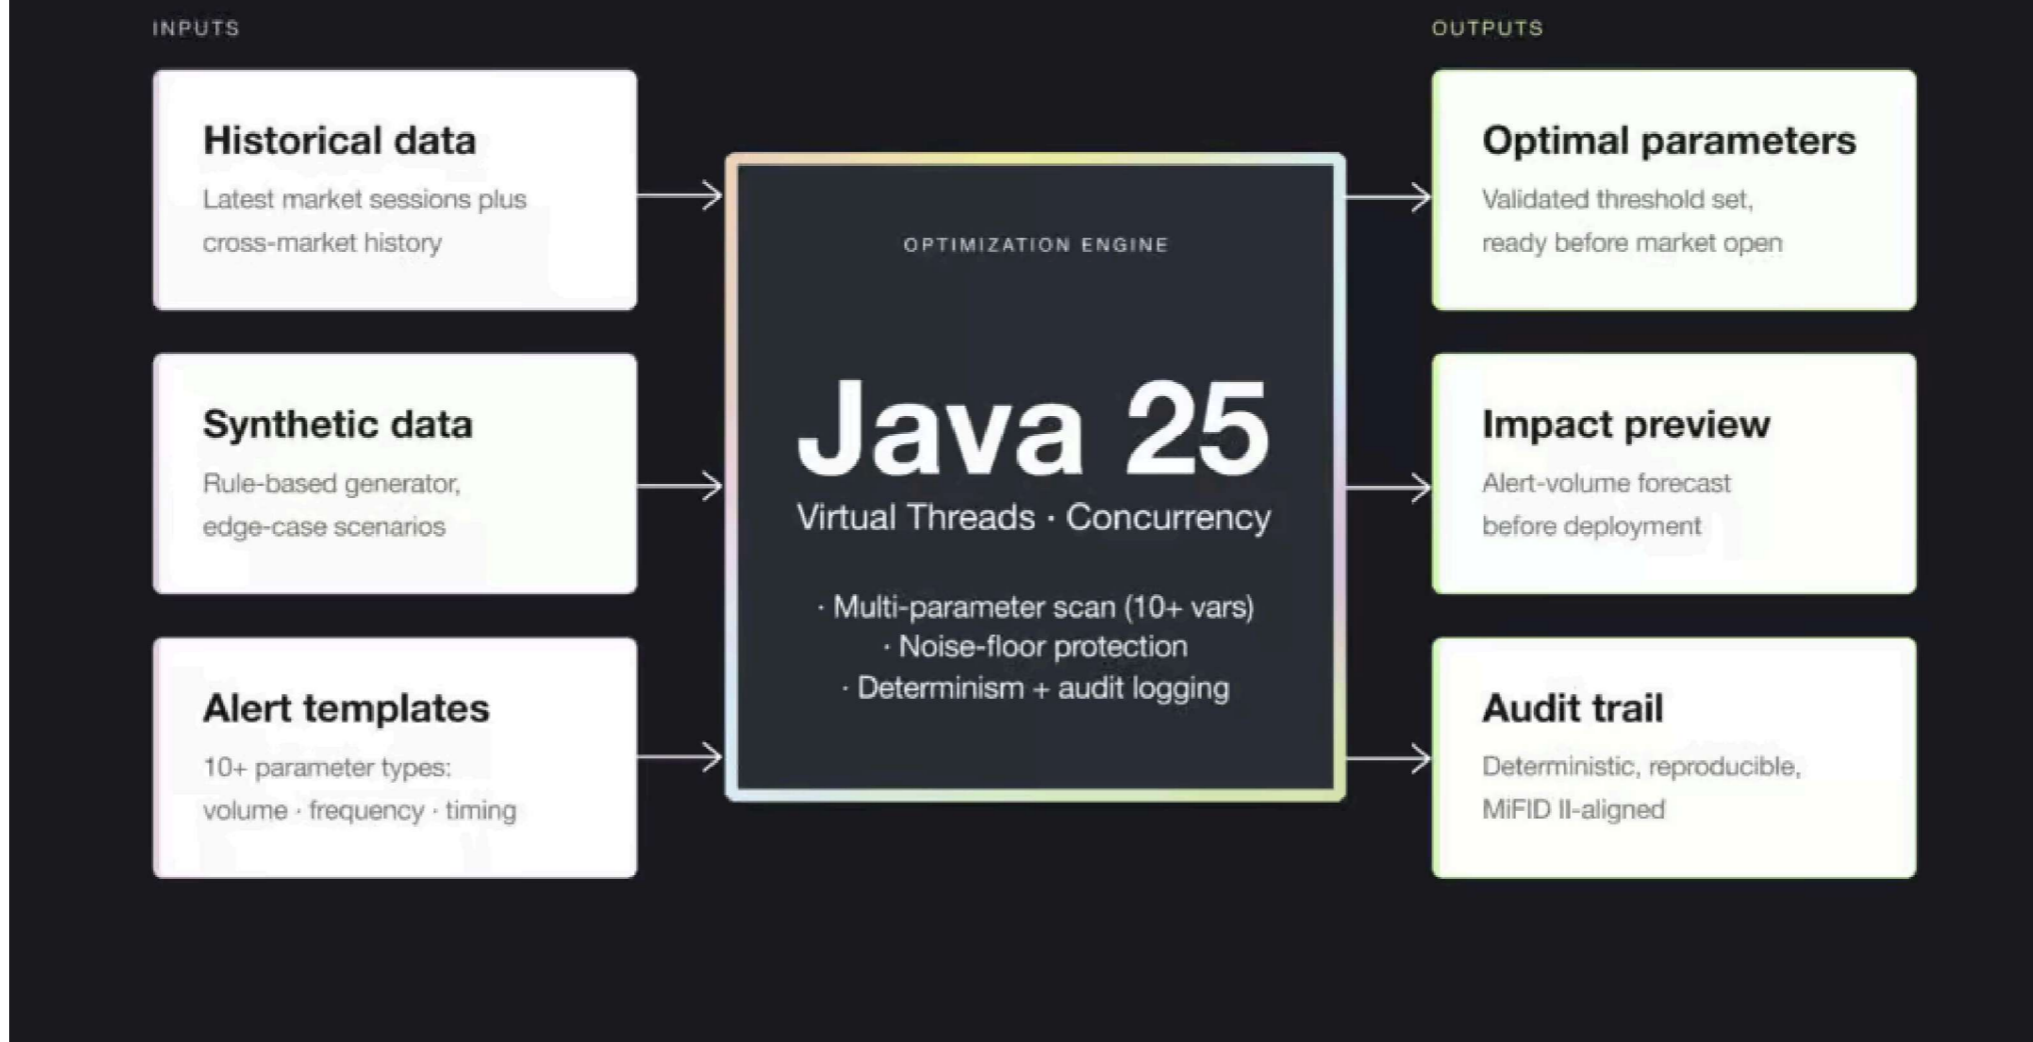 INPUTS
Historical data
Latest market sessions plus
cross-market history
Synthetic data
Rule-based generator,
edge-case scenarios
Alert templates
10+ parameter types:
volume · frequency · timing
OPTIMIZATION ENGINE
Java 25
Virtual Threads · Concurrency
· Multi-parameter scan (10+ vars)
· Noise-floor protection
· Determinism + audit logging
OUTPUTS
Optimal parameters
Validated threshold set,
ready before market open
Impact preview
Alert-volume forecast
before deployment
Audit trail
Deterministic, reproducible,
MiFID II-aligned